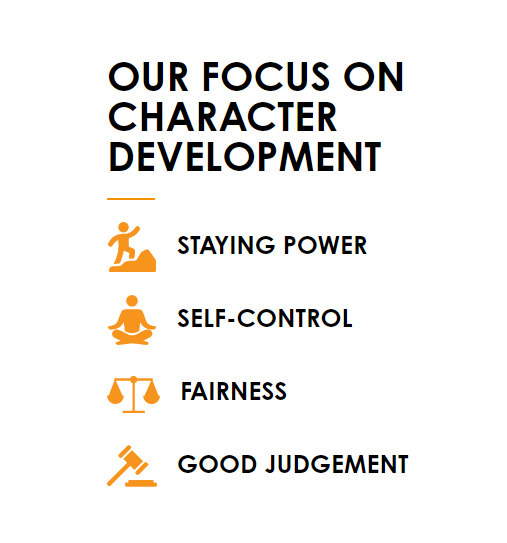 OUR FOCUS ON
CHARACTER
DEVELOPMENT
STAYING POWER
SELF-CONTROL
FAIRNESS
GOOD JUDGEMENT